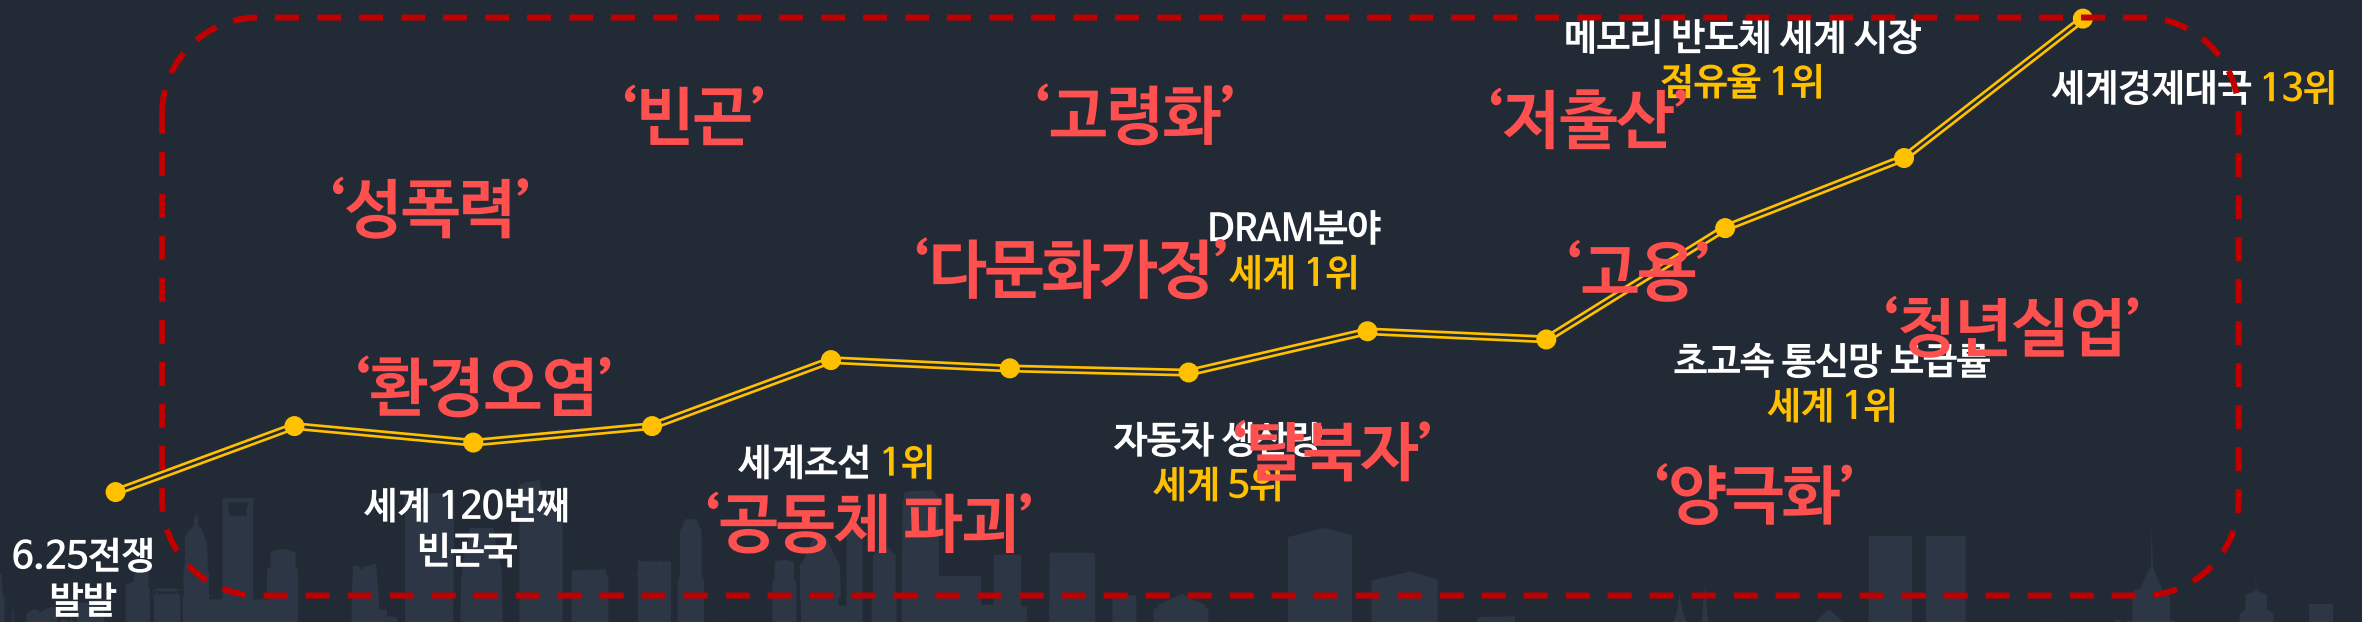 메모리 반도체 세계 시장
점유율 1위
세계경제대국 13위
‘빈곤’
‘고령화’
‘저출산’
‘성폭력’
DRAM분야
세계 1위
‘다문화가정’
‘고용’
‘청년실업’
초고속 통신망 보급률
세계 1위
‘환경오염’
자동차 생산량
세계 5위
‘탈북자’
세계조선 1위
‘공동체 파괴’
‘양극화’
세계 120번째
빈곤국
6.25전쟁
발발